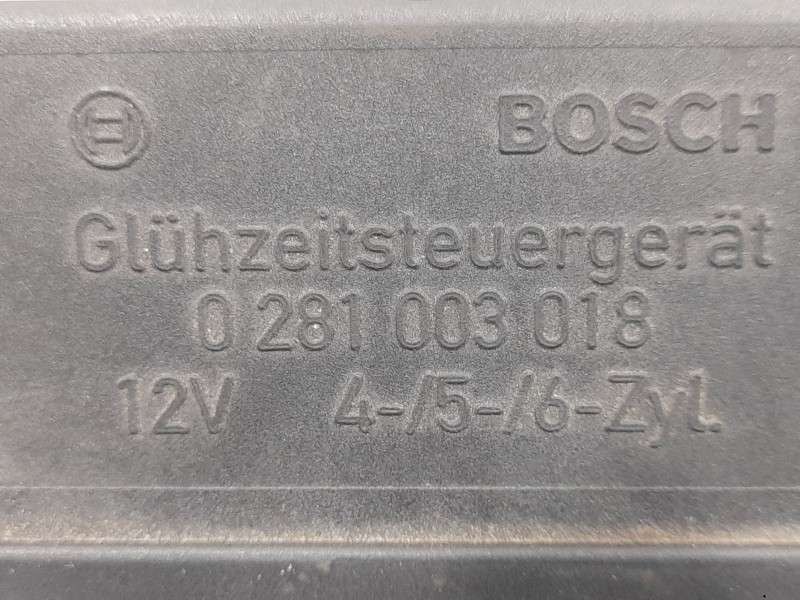 BOSCH
Glühzeitsteuergerät
0 281 003 018
12V 4-/5-/6-Zyl.